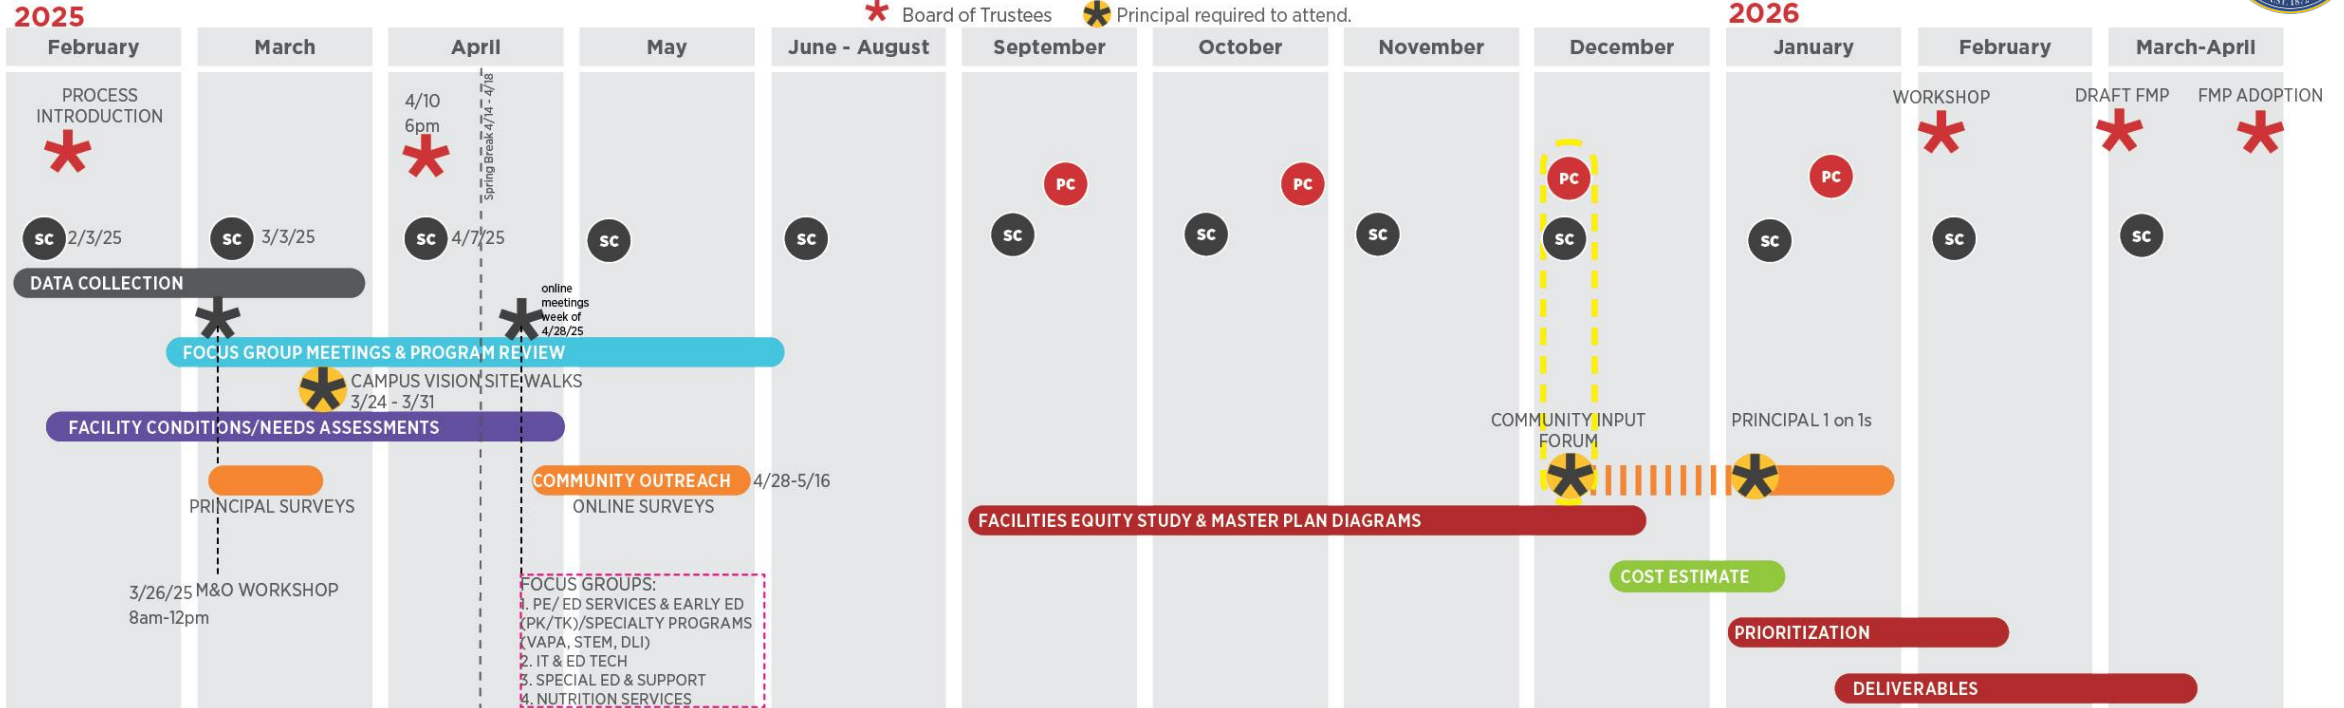 2025
Board of Trustees
Principal required to attend.
2026
EST. 1872
February
March
April
May
June - August
September
October
November
December
January
February
March-April
PROCESS
INTRODUCTION
4/10
6pm
Spring Break 4/14 - 4/18
WORKSHOP
DRAFT FMP
FMP ADOPTION
PC
PC
PC
PC
SC 2/3/25
SC 3/3/25
SC 4/7/25
SC
SC
SC
SC
SC
SC
SC
SC
SC
DATA COLLECTION
online
meetings
week of
4/28/25
FOCUS GROUP MEETINGS & PROGRAM REVIEW
CAMPUS VISION SITE WALKS
3/24 - 3/31
FACILITY CONDITIONS/NEEDS ASSESSMENTS
COMMUNITY INPUT
FORUM
PRINCIPAL 1 on 1s
COMMUNITY OUTREACH 4/28-5/16
PRINCIPAL SURVEYS
ONLINE SURVEYS
FACILITIES EQUITY STUDY & MASTER PLAN DIAGRAMS
3/26/25 M&O WORKSHOP
8am-12pm
FOCUS GROUPS:
1. PE/ ED SERVICES & EARLY ED
(PK/TK)/SPECIALTY PROGRAMS
(VAPA, STEM, DLI)
2. IT & ED TECH
3. SPECIAL ED & SUPPORT
4. NUTRITION SERVICES
COST ESTIMATE
PRIORITIZATION
DELIVERABLES